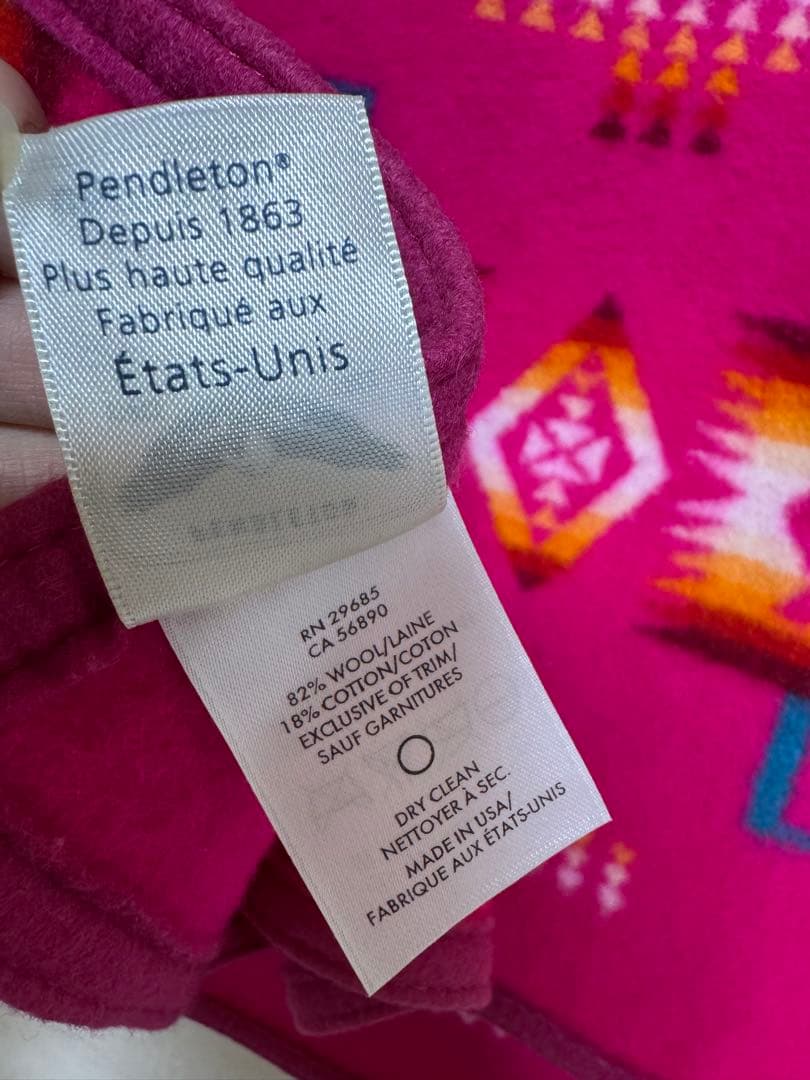 Pendleton®
Depuis 1863
Plus haute qualité
Fabriqué aux
États-Unis
RN 29685
CA 56890
82% WOOL/LAINE
18% COTTON/COTON
EXCLUSIVE OF TRIM/
SAUF GARNITURES
DRY CLEAN
NETTOYER À SEC.
MADE IN USA/
FABRIQUE AUX ÉTATS-UNIS